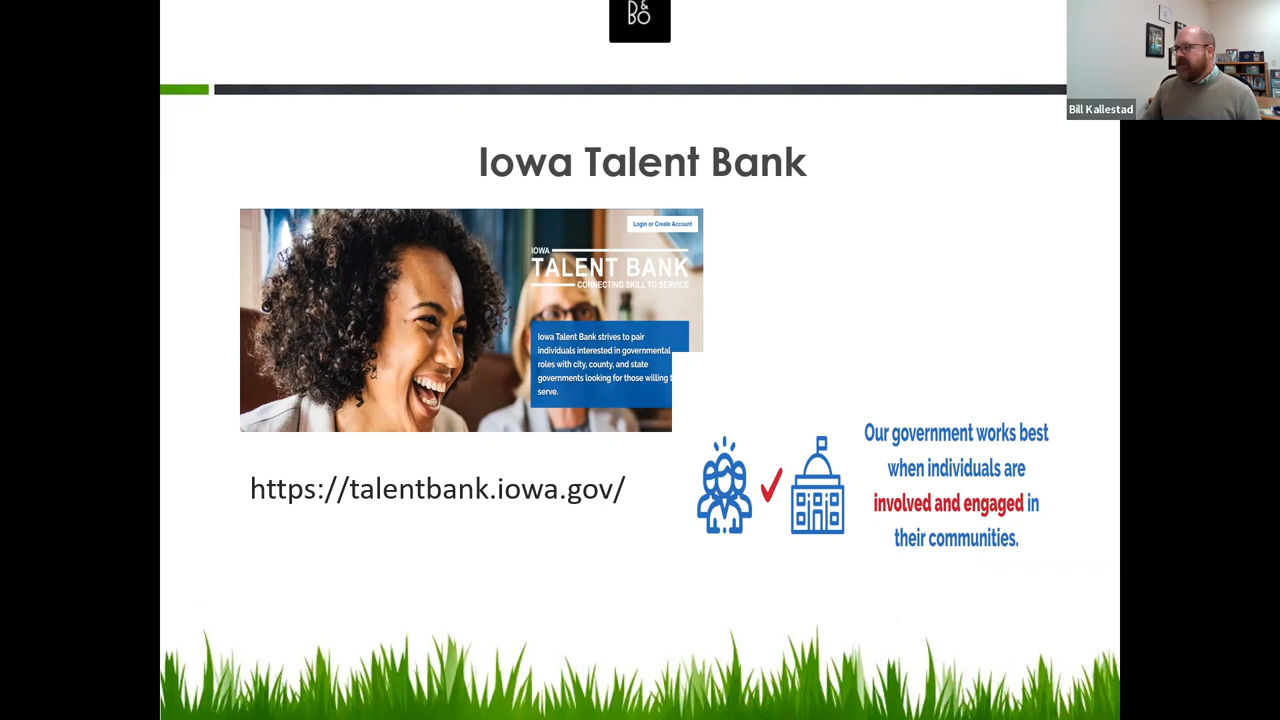 B&O
Bill Kallestad
Iowa Talent Bank
Login or Create Account
IOWA
TALENT BANK
CONNECTING SKILL TO SERVICE
Iowa Talent Bank strives to pair
individuals interested in governmental
roles with city, county, and state
governments looking for those willing t
serve.
https://talentbank.iowa.gov/
Our government works best
when individuals are
involved and engaged in
their communities.